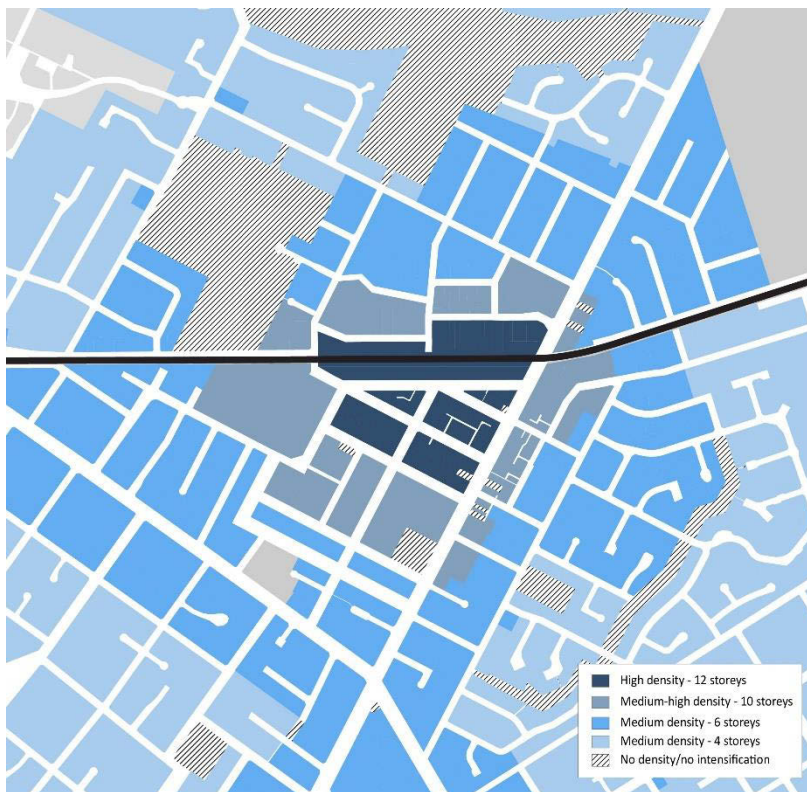 High density - 12 storeys
Medium-high density - 10 storeys
Medium density - 6 storeys
Medium density - 4 storeys
No density/no intensification